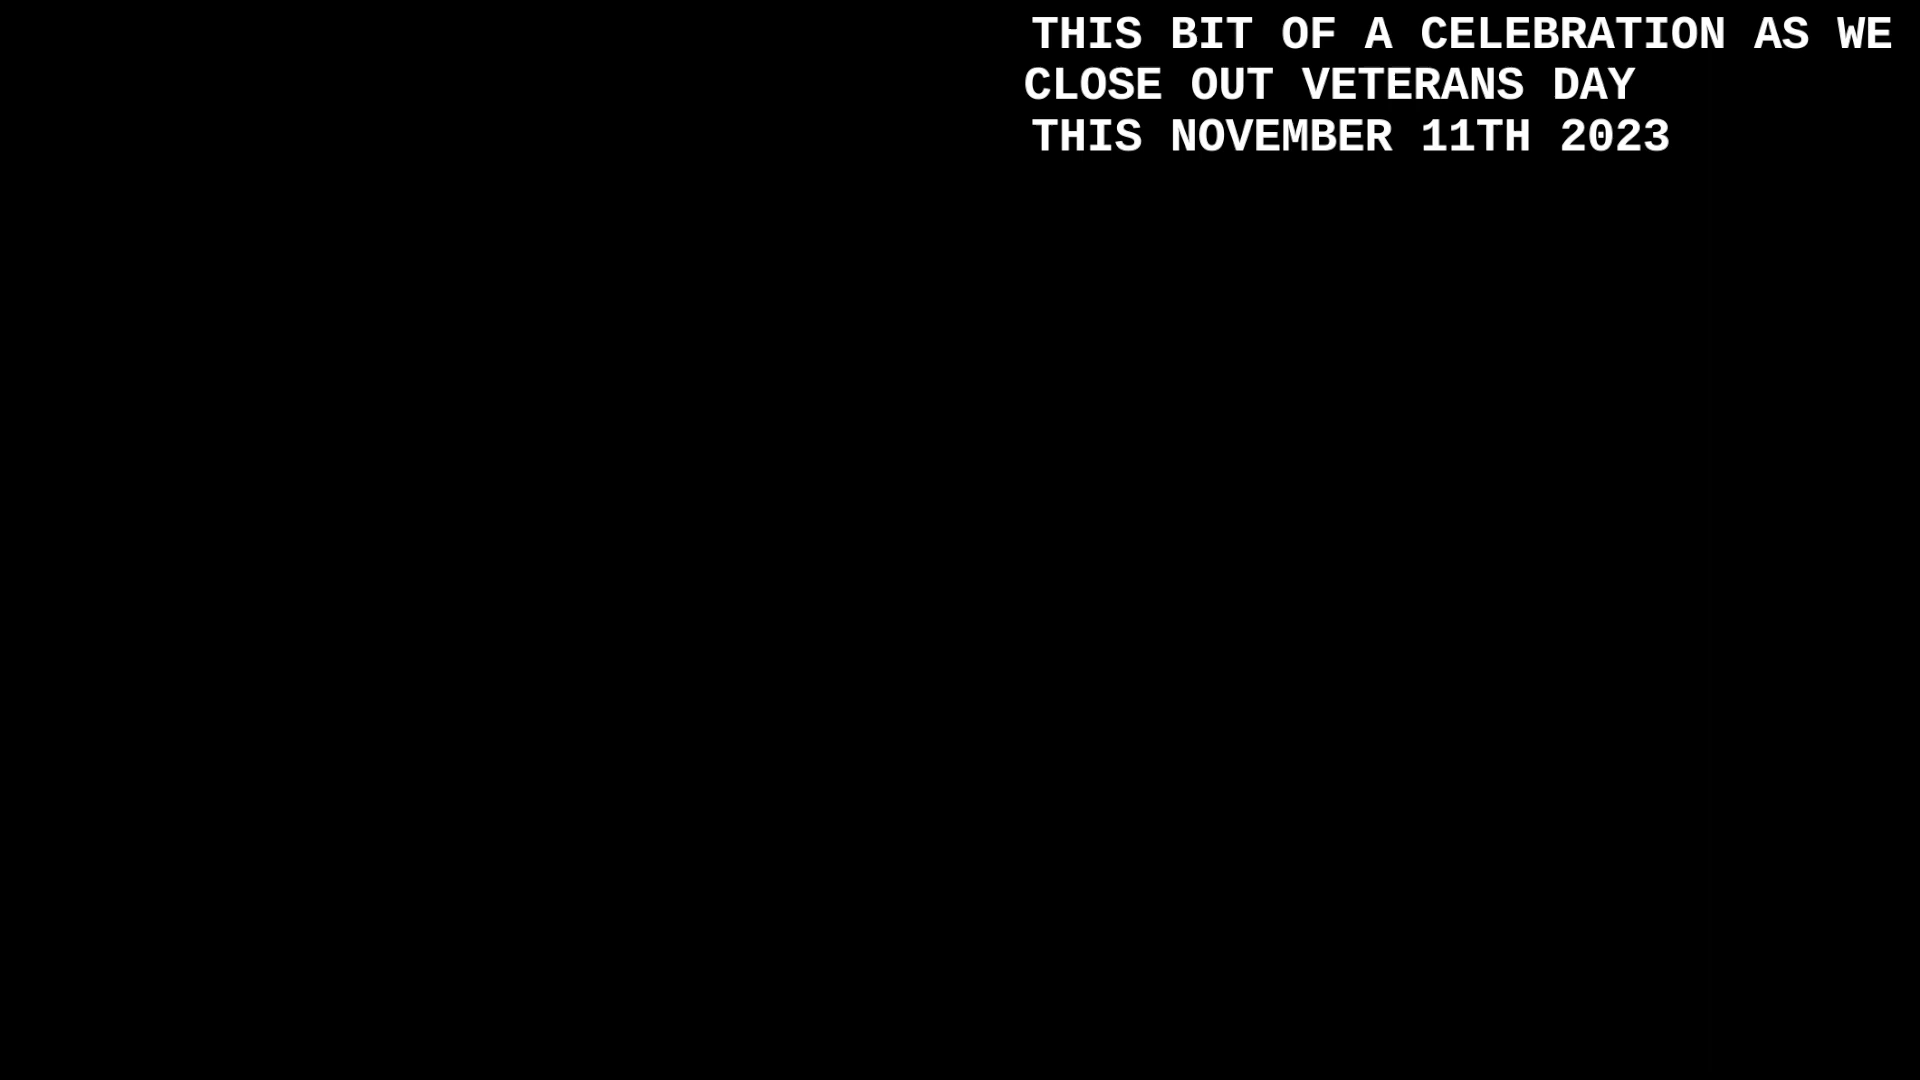 THIS BIT OF A CELEBRATION AS WE
CLOSE OUT VETERANS DAY
THIS NOVEMBER 11TH 2023